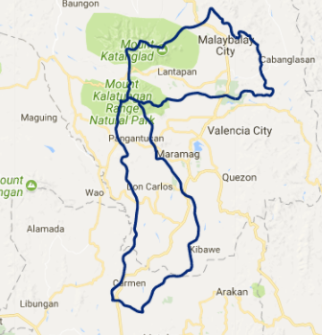 Baungon
Malaybalay
City
Mount
Kitanglad
Cabanglasan
Lantapan
Mount
Kalatungan
Range
Natural Park
Maguing
Valencia City
Pangantucan
Maramag
Mount
ngan
Don Carlos
Quezon
Wao
Alamada
Kibawe
Carmen
Arakan
Libungan